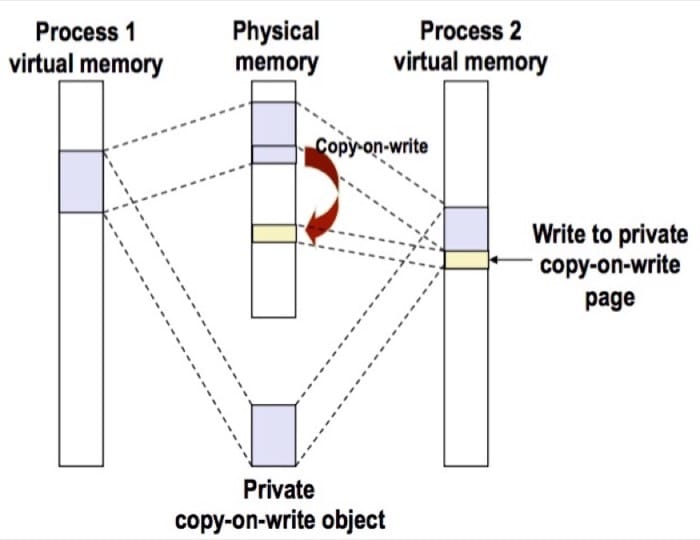 Process 1
virtual memory
Physical
memory
Process 2
virtual memory
Copy-on-write
Write to private
copy-on-write
page
Private
copy-on-write object